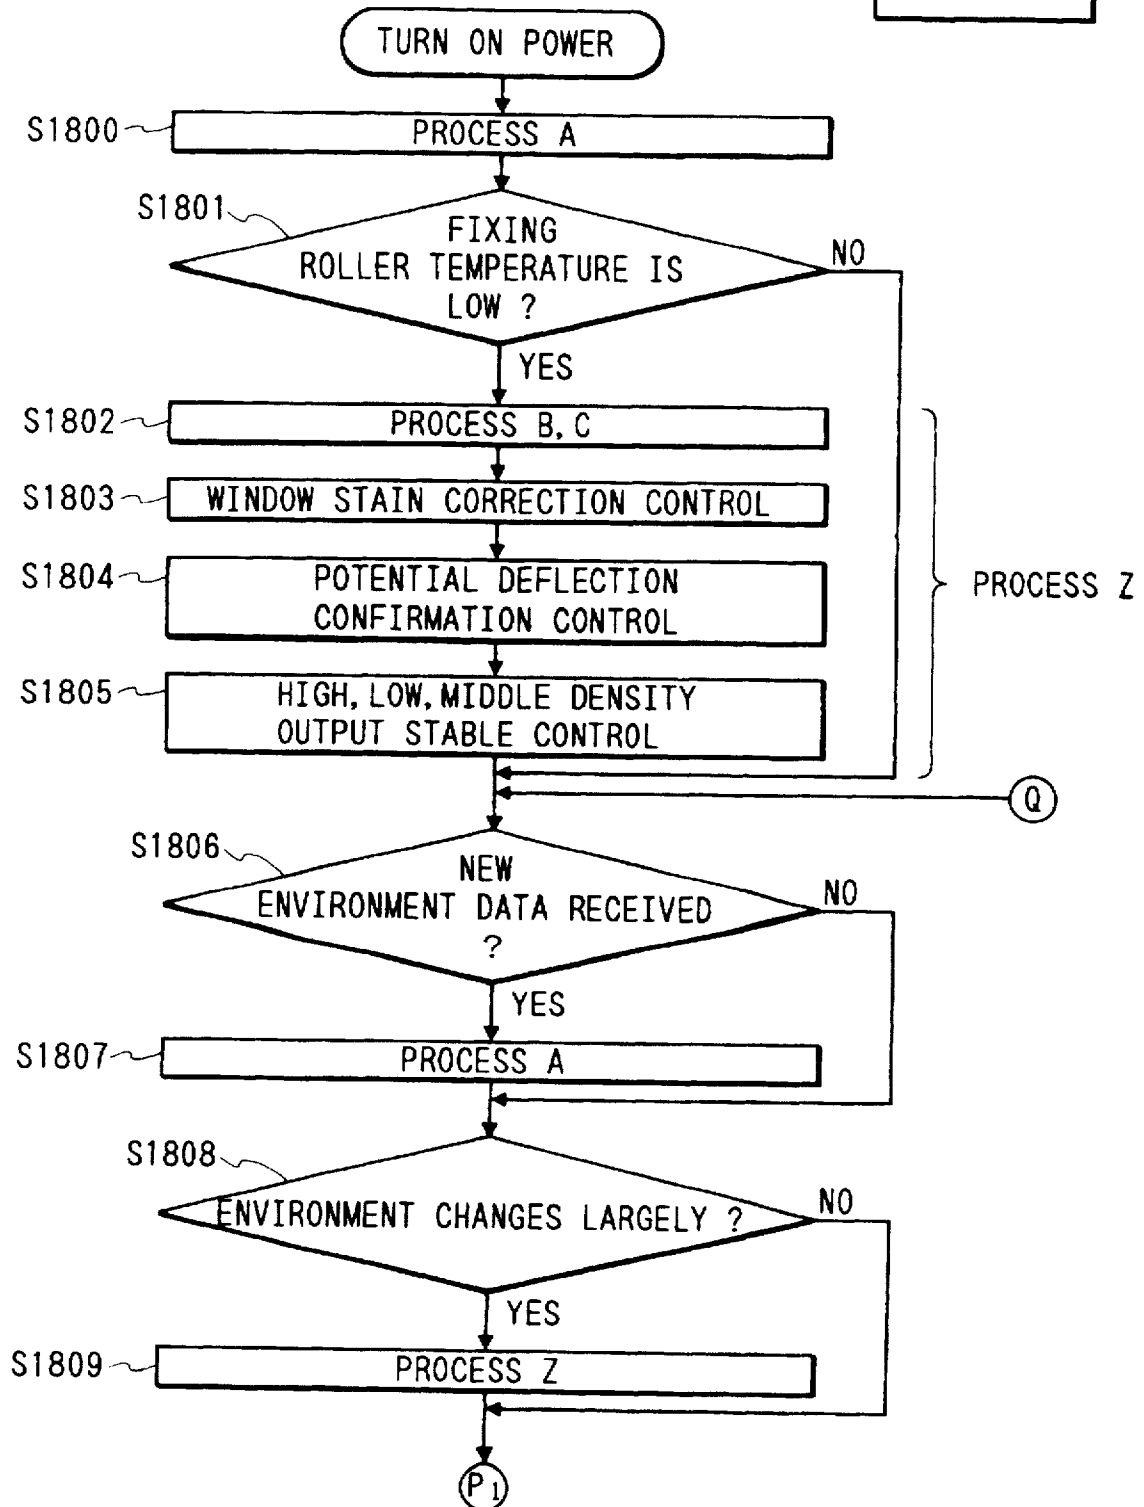 TURN ON POWER
S1800
PROCESS A
S1801
FIXING
ROLLER TEMPERATURE IS
LOW ?
NO
YES
S1802
PROCESS B, C
S1803
WINDOW STAIN CORRECTION CONTROL
S1804
POTENTIAL DEFLECTION
CONFIRMATION CONTROL
PROCESS Z
S1805
HIGH, LOW, MIDDLE DENSITY
OUTPUT STABLE CONTROL
Q
S1806
NEW
ENVIRONMENT DATA RECEIVED
?
NO
YES
S1807
PROCESS A
S1808
ENVIRONMENT CHANGES LARGELY ?
NO
YES
S1809
PROCESS Z
P1